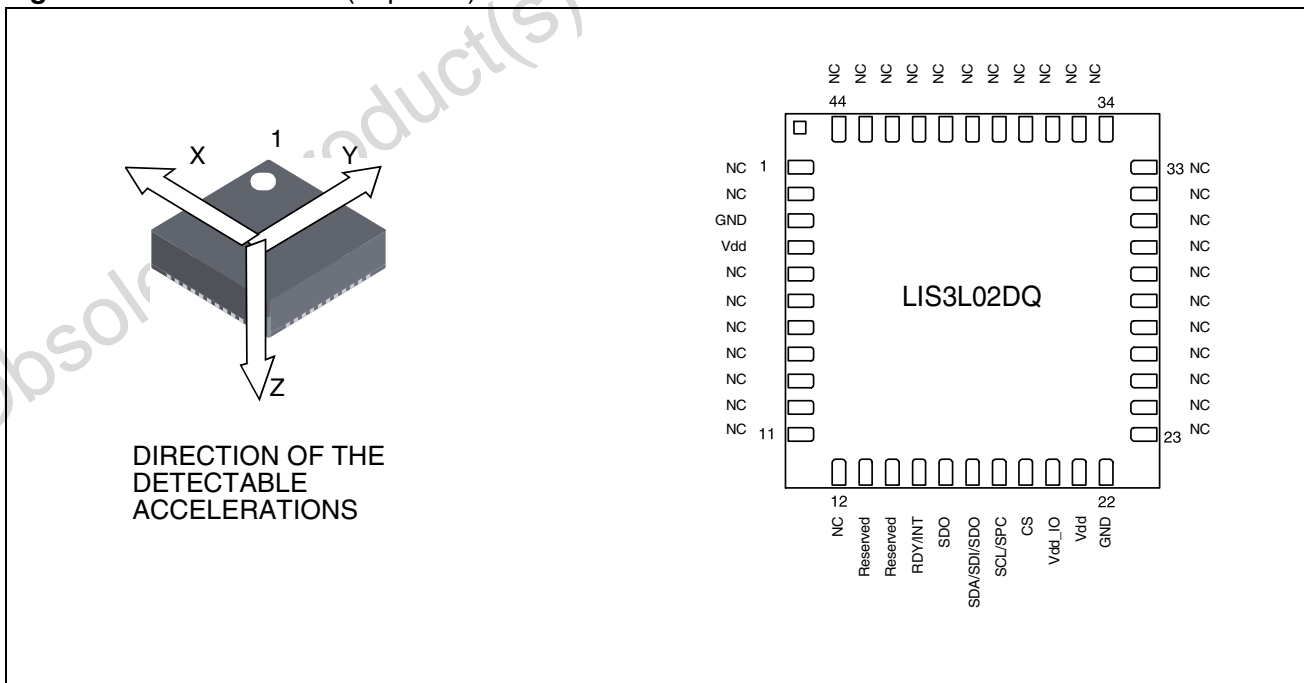 X
1
Y
Z
DIRECTION OF THE
DETECTABLE
ACCELERATIONS
NC NC NC NC NC NC NC NC NC NC NC
44 34
NC 1
NC
GND
Vdd
NC
NC
NC
NC
NC
NC
NC 11
LIS3L02DQ
33 NC
NC
NC
NC
NC
NC
NC
NC
NC
NC
23 NC
12 22
NC
Reserved
Reserved
RDY/INT
SDO
SDA/SDI/SDO
SCL/SPC
CS
Vdd_IO
Vdd
GND